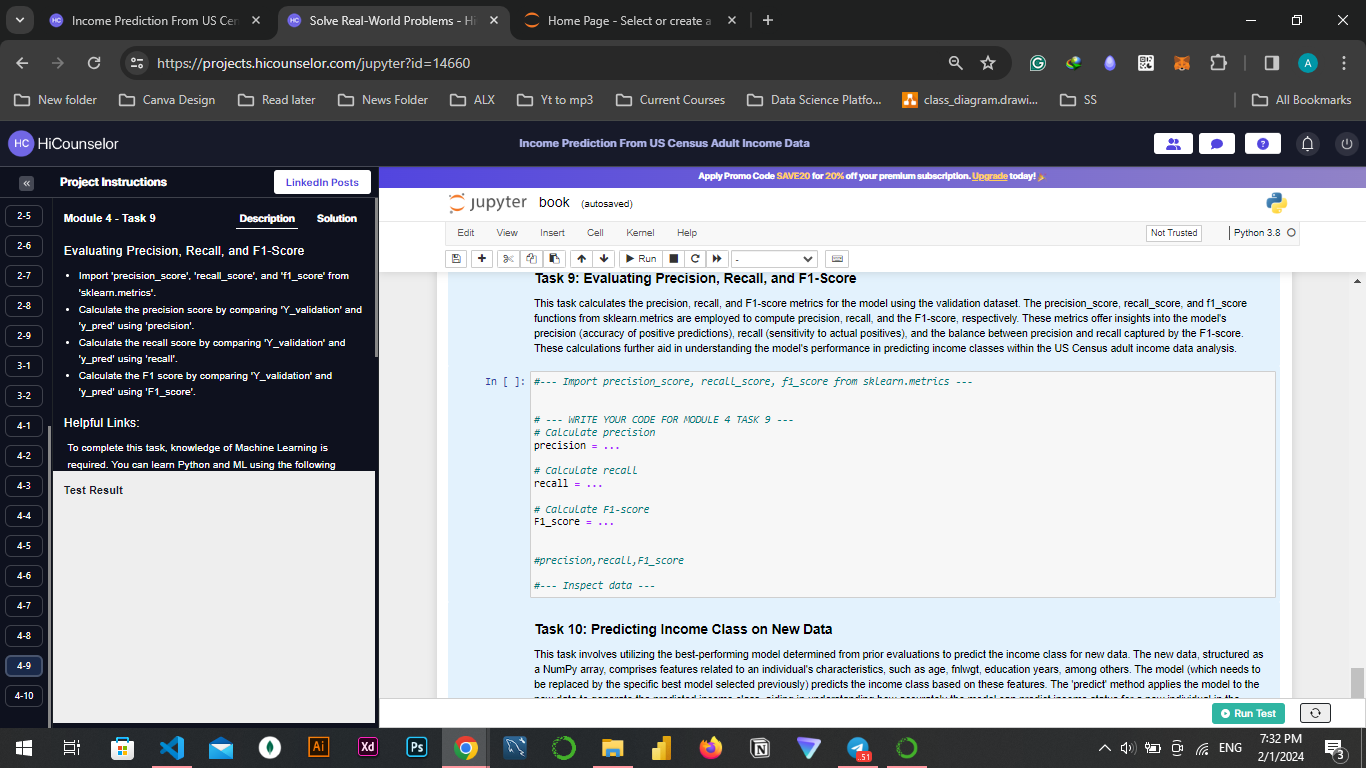 Income Prediction From US Cen
Solve Real-World Problems - Hi
Home Page - Select or create a
https://projects.hicounselor.com/jupyter?id=14660
A
New folder
Canva Design
Read later
News Folder
ALX
Yt to mp3
Current Courses
Data Science Platfo...
class_diagram.drawi...
SS
All Bookmarks
HC HiCounselor
Income Prediction From US Census Adult Income Data
Project Instructions
LinkedIn Posts
Apply Promo Code SAVE20 for 20% off your premium subscription. Upgrade today!
2-5
2-6
2-7
2-8
2-9
3-1
3-2
4-1
4-2
4-3
4-4
4-5
4-6
4-7
4-8
4-9
4-10
Module 4 - Task 9
Description
Solution
Evaluating Precision, Recall, and F1-Score
• Import 'precision_score', 'recall_score', and 'f1_score' from
'sklearn.metrics'.
• Calculate the precision score by comparing 'Y_validation' and
'y_pred' using 'precision'.
• Calculate the recall score by comparing 'Y_validation' and
'y_pred' using 'recall'.
• Calculate the F1 score by comparing 'Y_validation' and
'y_pred' using 'F1_score'.
Helpful Links:
To complete this task, knowledge of Machine Learning is
required. You can learn Python and ML using the following
Test Result
jupyter book (autosaved)
Edit View Insert Cell Kernel Help
Not Trusted
Python 3.8
Run
-
Task 9: Evaluating Precision, Recall, and F1-Score
This task calculates the precision, recall, and F1-score metrics for the model using the validation dataset. The precision_score, recall_score, and f1_score
functions from sklearn.metrics are employed to compute precision, recall, and the F1-score, respectively. These metrics offer insights into the model's
precision (accuracy of positive predictions), recall (sensitivity to actual positives), and the balance between precision and recall captured by the F1-score.
These calculations further aid in understanding the model's performance in predicting income classes within the US Census adult income data analysis.
In [ ]:
#--- Import precision_score, recall_score, f1_score from sklearn.metrics ---
# --- WRITE YOUR CODE FOR MODULE 4 TASK 9 ---
# Calculate precision
precision = ...
# Calculate recall
recall = ...
# Calculate F1-score
F1_score = ...
#precision,recall,F1_score
#--- Inspect data ---
Task 10: Predicting Income Class on New Data
This task involves utilizing the best-performing model determined from prior evaluations to predict the income class for new data. The new data, structured as
a NumPy array, comprises features related to an individual's characteristics, such as age, fnlwgt, education years, among others. The model (which needs to
be replaced by the specific best model selected previously) predicts the income class based on these features. The 'predict' method applies the model to the
Run Test
Ai
Xd
Ps
51
ENG
7:32 PM
2/1/2024
3